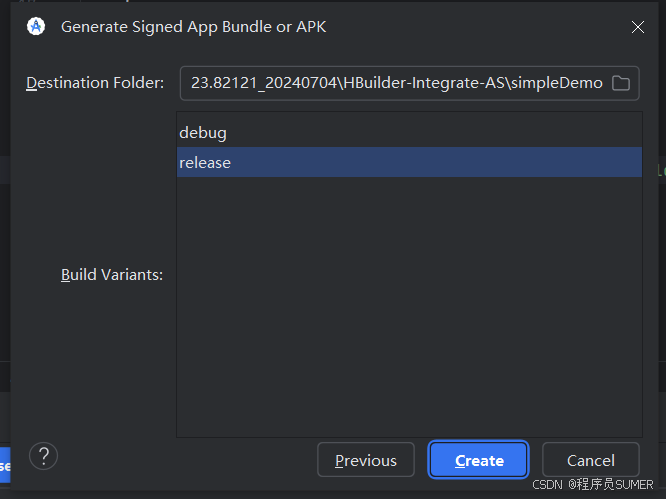 Generate Signed App Bundle or APK
Destination Folder: 23.82121_20240704\HBuilder-Integrate-AS\simpleDemo
debug
release
Build Variants:
? Previous Create Cancel
CSDN @程序员SUMER